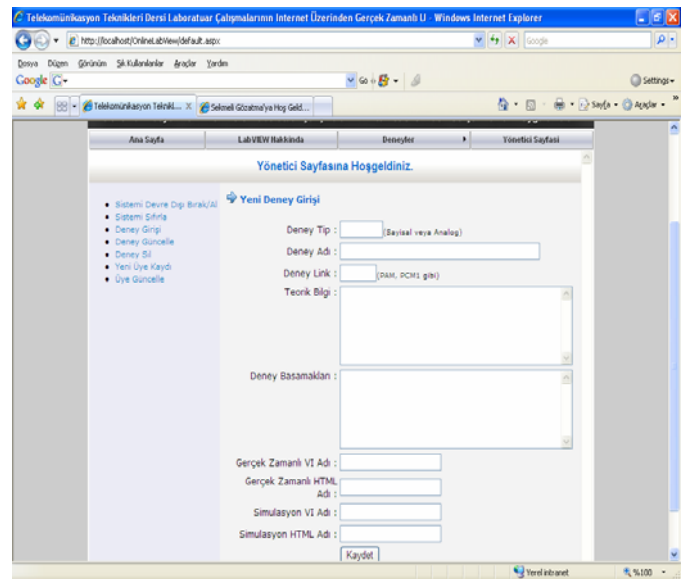 Telekomünikasyon Teknikleri Dersi Laboratuar Çalışmalarının Internet Üzerinden Gerçek Zamanlı U - Windows Internet Explorer
http://localhost/OnlineLabView/default.aspx
Google
Dosya Düzen Görünüm Sık Kullanılanlar Araçlar Yardım
Google G Go Settings
Telekomünikasyon Teknikl... X Sekmeli Gözatma'ya Hoş Geld... Sayfa Araçlar
Ana Sayfa LabVIEW Hakkında Deneyler Yönetici Sayfasi
Yönetici Sayfasına Hoşgeldiniz.
Sistemi Devre Dışı Bırak/Al
Sistemi Sıfırla
Deney Girişi
Deney Güncelle
Deney Sil
Yeni Üye Kaydı
Üye Güncelle
Yeni Deney Girişi
Deney Tip : (Sayisal veya Analog)
Deney Adı :
Deney Link : (PAM, PCM1 gibi)
Teorik Bilgi :
Deney Basamakları :
Gerçek Zamanlı VI Adı :
Gerçek Zamanlı HTML
Adı :
Simulasyon VI Adı :
Simulasyon HTML Adı :
Kaydet
Yerel intranet %100